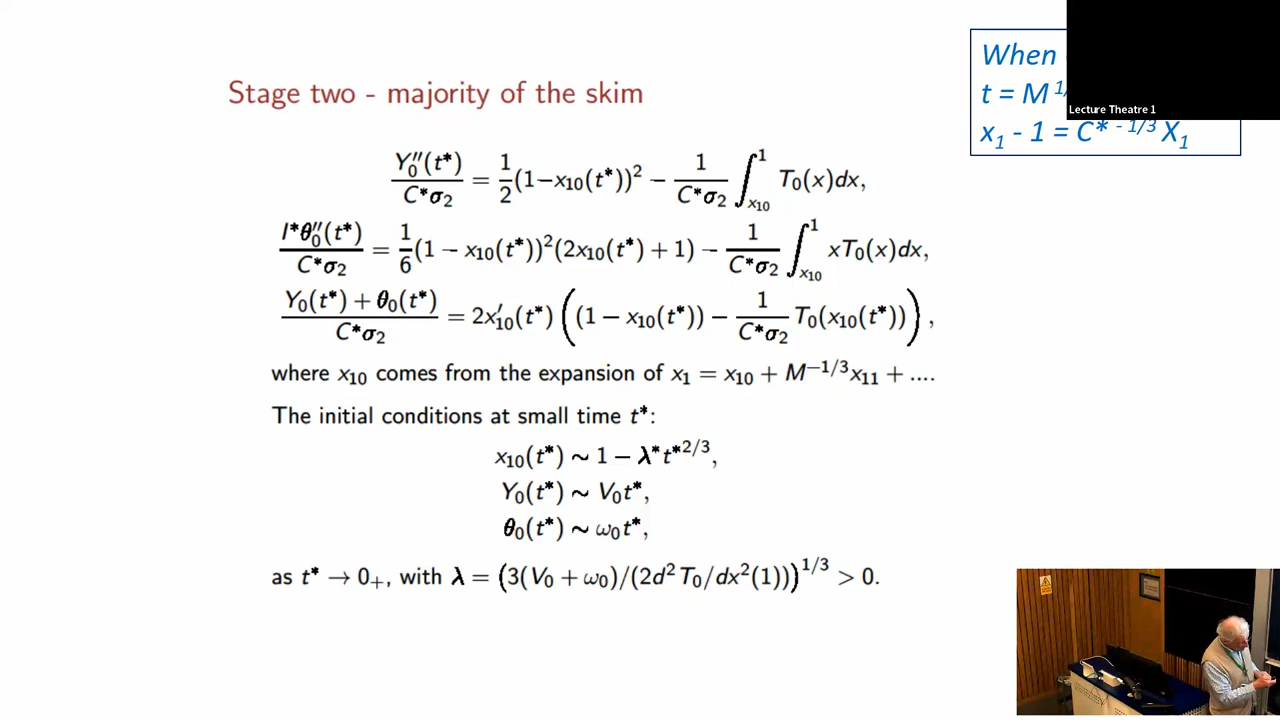 When
t = M
Lecture Theatre 1
x₁ - 1 = C* ⁻¹/³ X₁
Stage two - majority of the skim
Y₀″(t*)/(C*σ₂) = 1/2 (1−x₁₀(t*))² − 1/(C*σ₂) ∫_{x₁₀}^{1} T₀(x)dx,
I*θ₀″(t*)/(C*σ₂) = 1/6 (1 − x₁₀(t*))²(2x₁₀(t*) + 1) − 1/(C*σ₂) ∫_{x₁₀}^{1} xT₀(x)dx,
(Y₀(t*) + θ₀(t*))/(C*σ₂) = 2x₁₀′(t*) ((1 − x₁₀(t*)) − 1/(C*σ₂) T₀(x₁₀(t*))),
where x₁₀ comes from the expansion of x₁ = x₁₀ + M^{−1/3}x₁₁ + ....
The initial conditions at small time t*:
x₁₀(t*) ∼ 1 − λ*t*^{2/3},
Y₀(t*) ∼ V₀t*,
θ₀(t*) ∼ ω₀t*,
as t* → 0₊, with λ = (3(V₀ + ω₀)/(2d²T₀/dx²(1)))^{1/3} > 0.